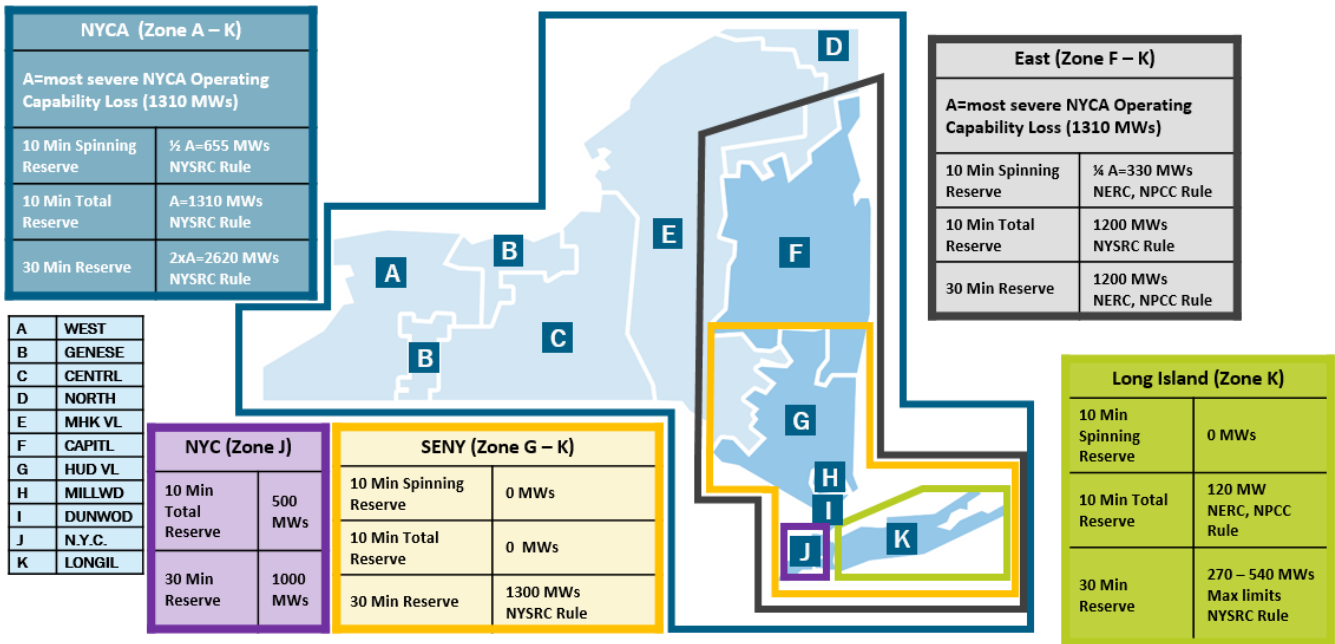 NYCA (Zone A – K)
A=most severe NYCA Operating
Capability Loss (1310 MWs)
10 Min Spinning
Reserve
½ A=655 MWs
NYSRC Rule
10 Min Total
Reserve
A=1310 MWs
NYSRC Rule
30 Min Reserve
2xA=2620 MWs
NYSRC Rule
D
B
E
A
F
C
B
G
H
I
J
K
East (Zone F – K)
A=most severe NYCA Operating
Capability Loss (1310 MWs)
10 Min Spinning
Reserve
¼ A=330 MWs
NERC, NPCC Rule
10 Min Total
Reserve
1200 MWs
NYSRC Rule
30 Min Reserve
1200 MWs
NERC, NPCC Rule
A WEST
B GENESE
C CENTRL
D NORTH
E MHK VL
F CAPITL
G HUD VL
H MILLWD
I DUNWOD
J N.Y.C.
K LONGIL
NYC (Zone J)
10 Min
Total
Reserve
500
MWs
30 Min
Reserve
1000
MWs
SENY (Zone G – K)
10 Min Spinning
Reserve
0 MWs
10 Min Total
Reserve
0 MWs
30 Min Reserve
1300 MWs
NYSRC Rule
Long Island (Zone K)
10 Min
Spinning
Reserve
0 MWs
10 Min Total
Reserve
120 MW
NERC, NPCC
Rule
30 Min
Reserve
270 – 540 MWs
Max limits
NYSRC Rule